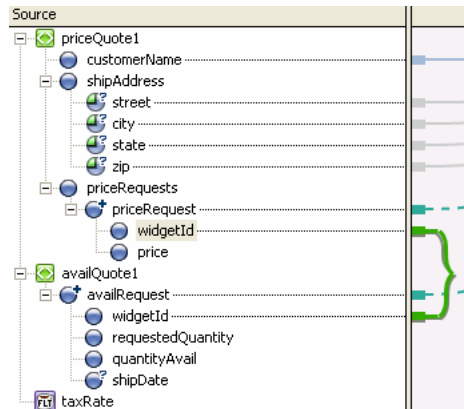 Source
priceQuote1
customerName
shipAddress
street
city
state
zip
priceRequests
priceRequest
widgetId
price
availQuote1
availRequest
widgetId
requestedQuantity
quantityAvail
shipDate
FLT taxRate